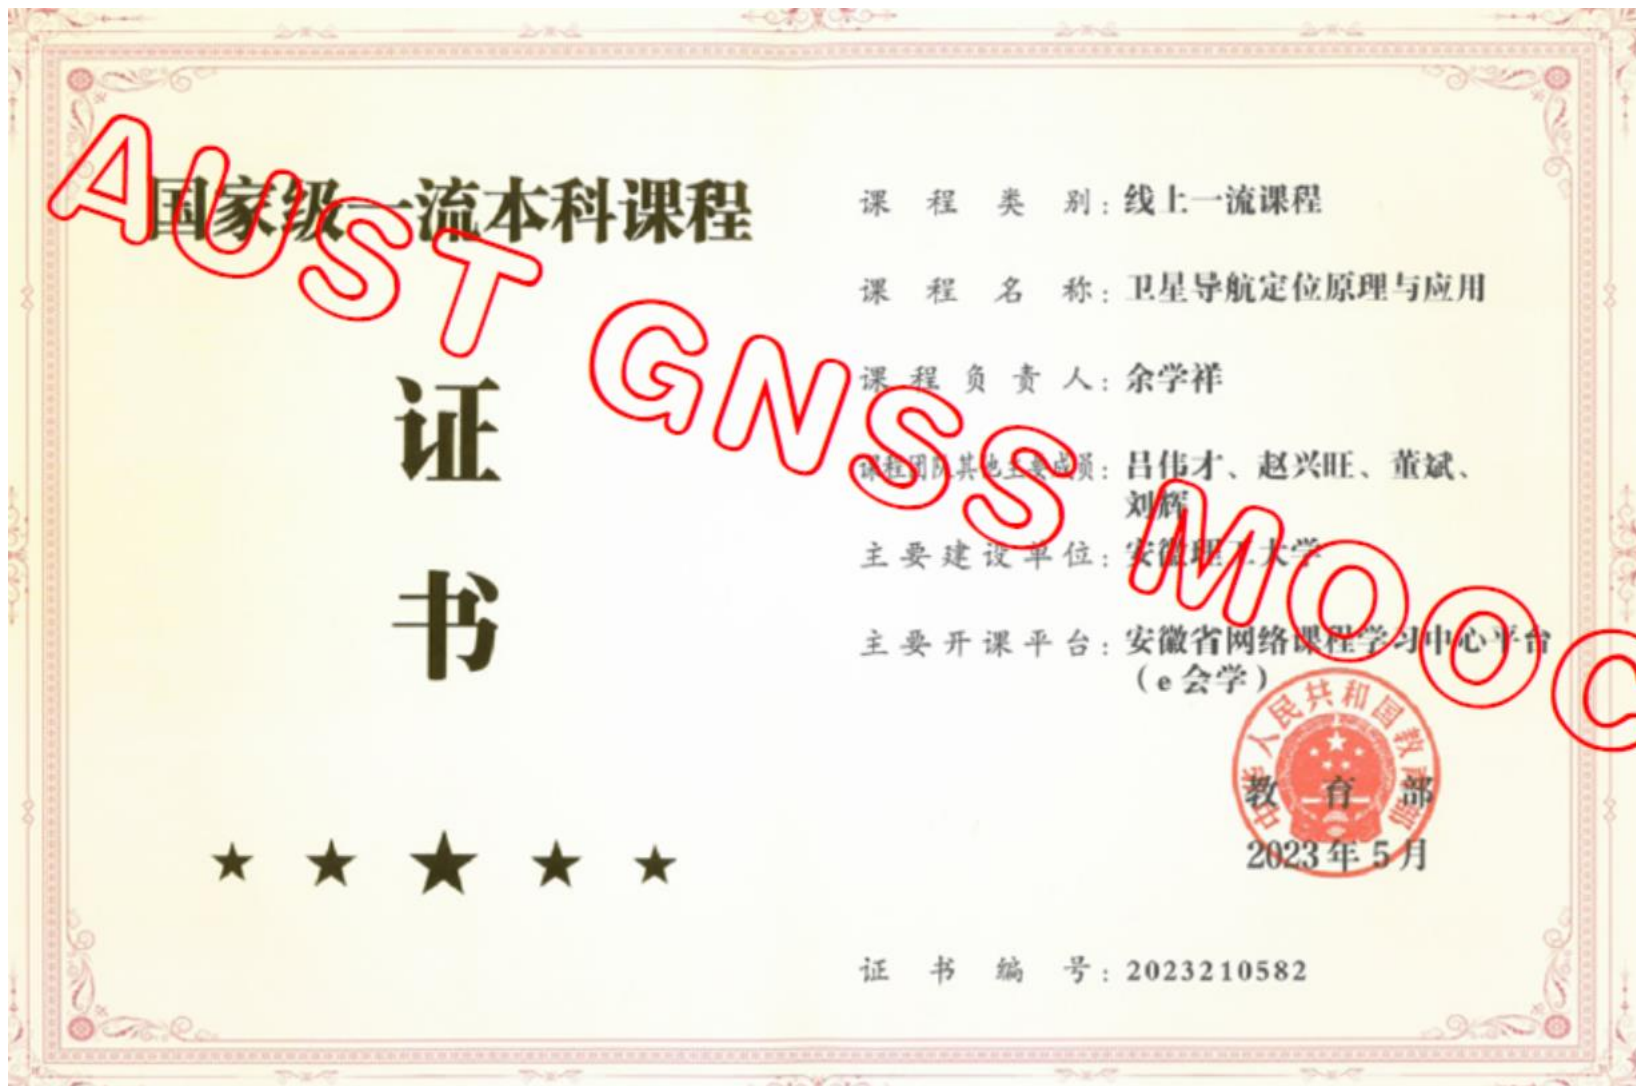 国家级一流本科课程
证
书
课程类别：线上一流课程
课程名称：卫星导航定位原理与应用
课程负责人：余学祥
课程团队其他主要成员：吕伟才、赵兴旺、董斌、
刘辉
主要建设单位：安徽理工大学
主要开课平台：安徽省网络课程学习中心平台
（e会学）
中华人民共和国教育部
教育部
2023年5月
证书编号：2023210582
AUST GNSS MOOC